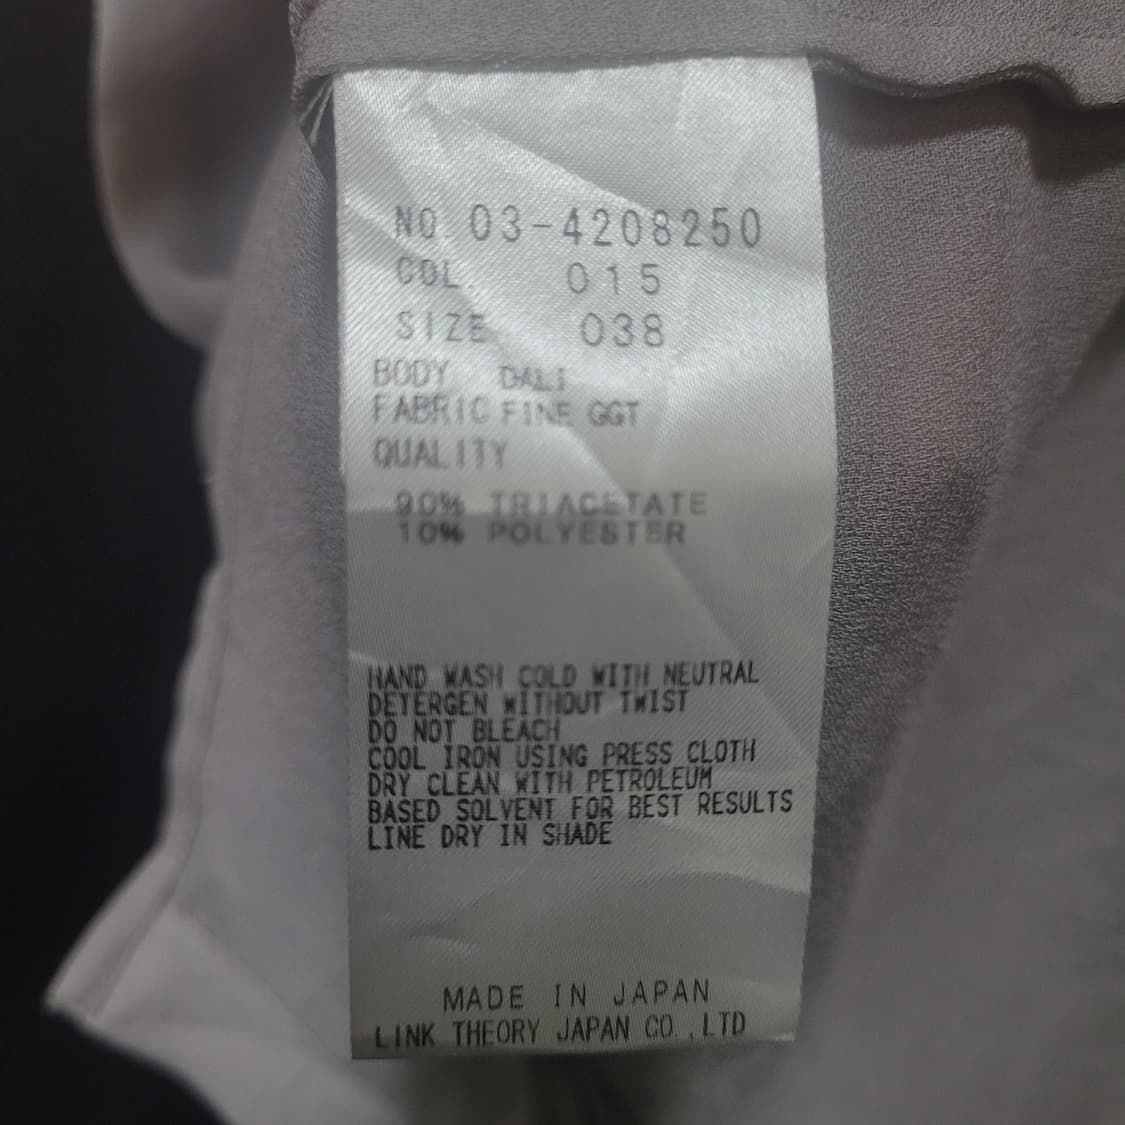 NO 03-4208250
COL. 015
SIZE 038
BODY DALI
FABRIC FINE GGT
QUALITY
90% TRIACETATE
10% POLYESTER
HAND WASH COLD WITH NEUTRAL
DETERGEN WITHOUT TWIST
DO NOT BLEACH
COOL IRON USING PRESS CLOTH
DRY CLEAN WITH PETROLEUM
BASED SOLVENT FOR BEST RESULTS
LINE DRY IN SHADE
MADE IN JAPAN
LINK THEORY JAPAN CO.,LTD